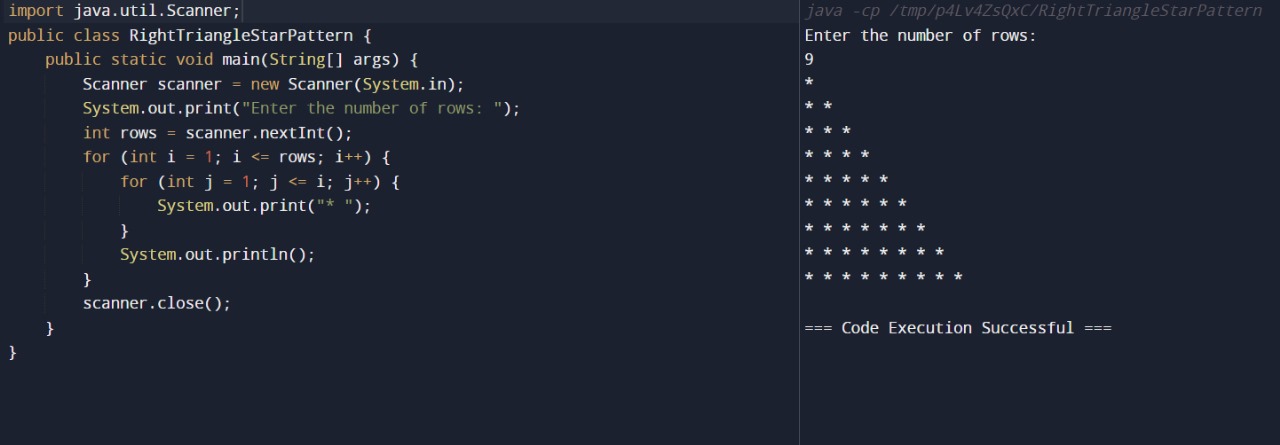 import java.util.Scanner;
public class RightTriangleStarPattern {
    public static void main(String[] args) {
        Scanner scanner = new Scanner(System.in);
        System.out.print("Enter the number of rows: ");
        int rows = scanner.nextInt();
        for (int i = 1; i <= rows; i++) {
            for (int j = 1; j <= i; j++) {
                System.out.print("* ");
            }
            System.out.println();
        }
        scanner.close();
    }
}
java -cp /tmp/p4Lv4ZsQxC/RightTriangleStarPattern
Enter the number of rows:
9
*
* *
* * *
* * * *
* * * * *
* * * * * *
* * * * * * *
* * * * * * * *
* * * * * * * * *
=== Code Execution Successful ===